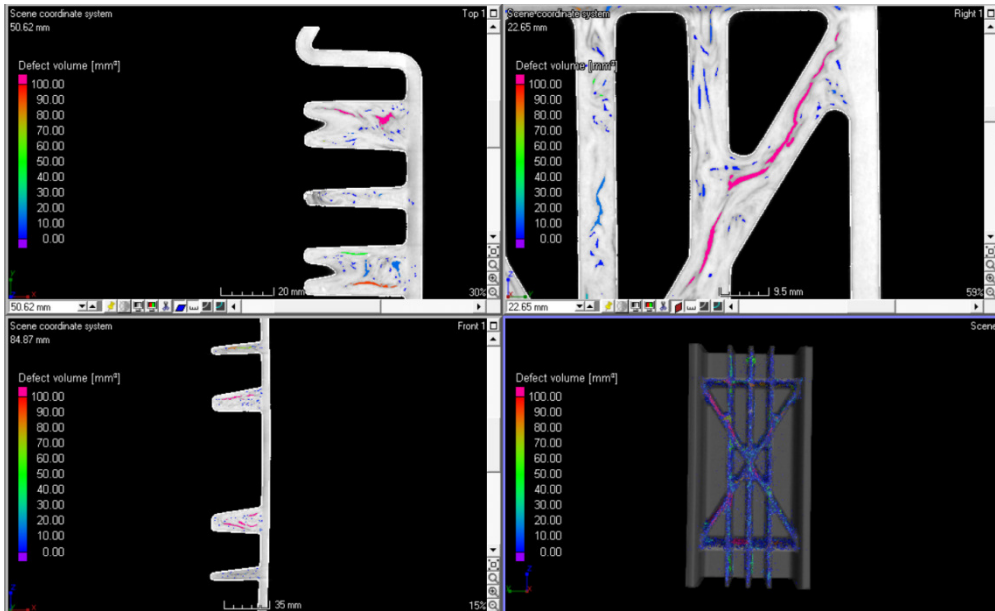 Scene coordinate system
Top 1
50.62 mm
Defect volume [mm³]
100.00
90.00
80.00
70.00
60.00
50.00
40.00
30.00
20.00
10.00
0.00
20 mm
30%
50.62 mm
Scene coordinate system
Right 1
22.65 mm
Defect volume [mm³]
100.00
90.00
80.00
70.00
60.00
50.00
40.00
30.00
20.00
10.00
0.00
9.5 mm
59%
22.65 mm
Scene coordinate system
Front 1
84.87 mm
Defect volume [mm³]
100.00
90.00
80.00
70.00
60.00
50.00
40.00
30.00
20.00
10.00
0.00
35 mm
15%
Scene
Defect volume [mm³]
100.00
90.00
80.00
70.00
60.00
50.00
40.00
30.00
20.00
10.00
0.00